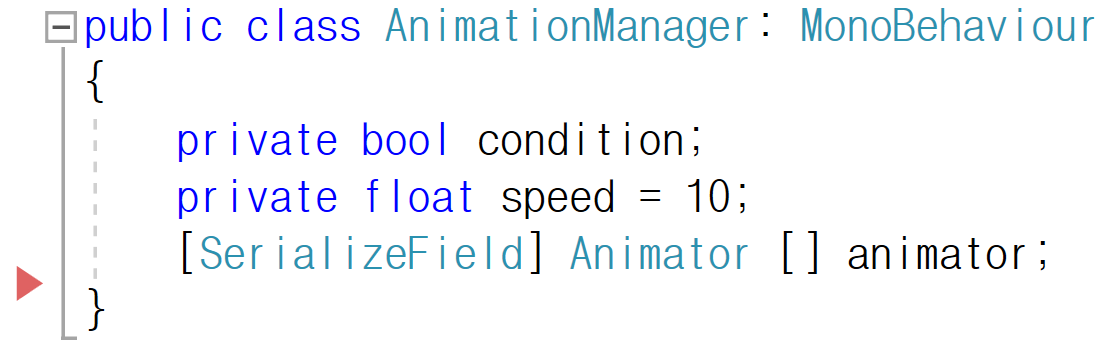 public class AnimationManager: MonoBehaviour
{
private bool condition;
private float speed = 10;
[SerializeField] Animator [] animator;
}